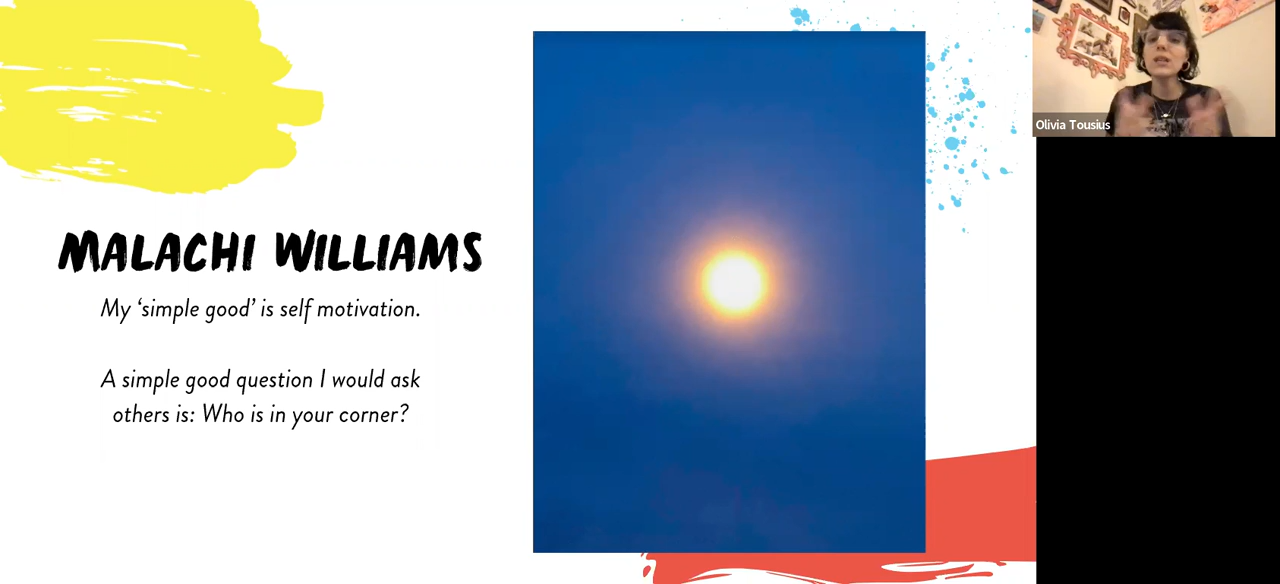 MALACHI WILLIAMS
My ‘simple good’ is self motivation.
A simple good question I would ask
others is: Who is in your corner?
Olivia Tousius